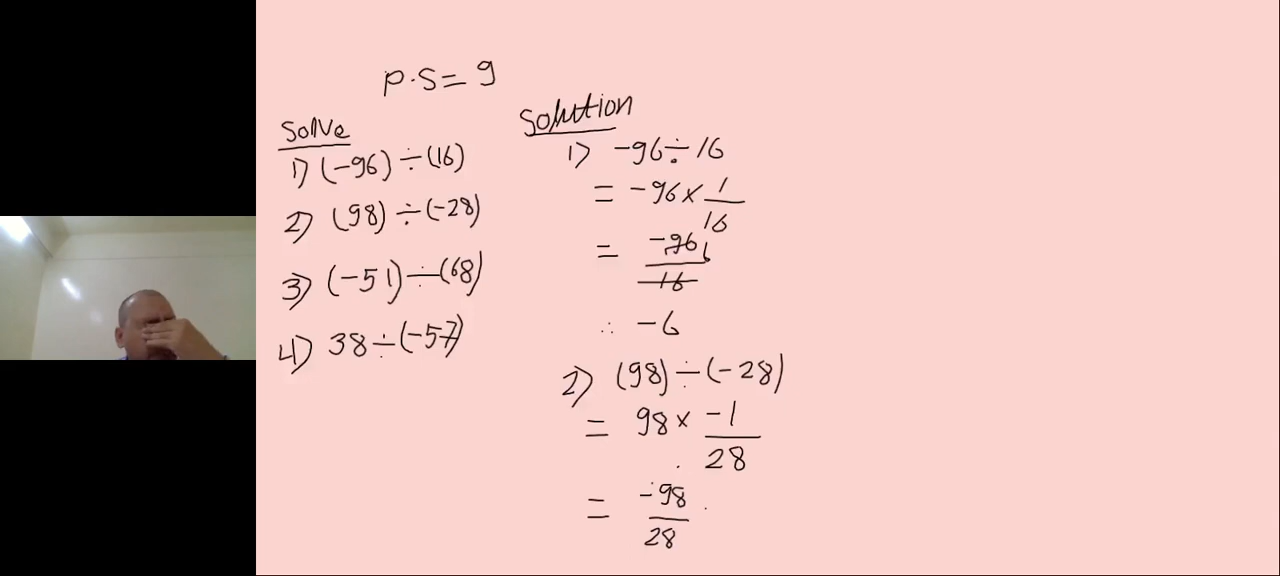 P.S = 9
Solve
1) (-96) ÷ (16)
2) (98) ÷ (-28)
3) (-51) ÷ (68)
4) 38 ÷ (-57)
Solution
1) -96 ÷ 16
= -96 × 1/16
= -96/16 6
∴ -6
2) (98) ÷ (-28)
= 98 × -1/28
= -98/28